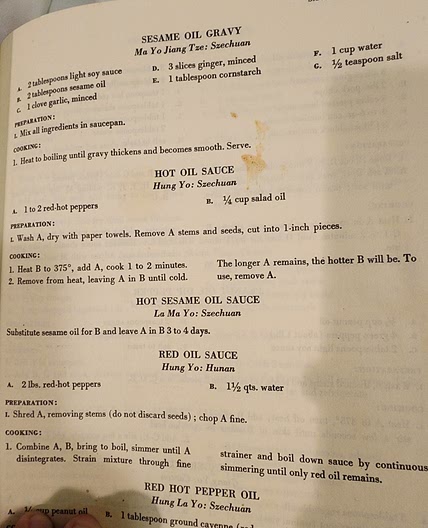 SESAME OIL GRAVY
Ma Yo Jiang Tze: Szechuan
A. 2 tablespoons light soy sauce
B. 2 tablespoons sesame oil
C. 1 clove garlic, minced
D. 3 slices ginger, minced
E. 1 tablespoon cornstarch
F. 1 cup water
G. ½ teaspoon salt
PREPARATION:
1. Mix all ingredients in saucepan.
COOKING:
1. Heat to boiling until gravy thickens and becomes smooth. Serve.
HOT OIL SAUCE
Hung Yo: Szechuan
A. 1 to 2 red-hot peppers
B. ¼ cup salad oil
PREPARATION:
1. Wash A, dry with paper towels. Remove A stems and seeds, cut into 1-inch pieces.
COOKING:
1. Heat B to 375°, add A, cook 1 to 2 minutes.
2. Remove from heat, leaving A in B until cold.
The longer A remains, the hotter B will be. To
use, remove A.
HOT SESAME OIL SAUCE
La Ma Yo: Szechuan
Substitute sesame oil for B and leave A in B 3 to 4 days.
RED OIL SAUCE
Hung Yo: Hunan
A. 2 lbs. red-hot peppers
B. 1½ qts. water
PREPARATION:
1. Shred A, removing stems (do not discard seeds); chop A fine.
COOKING:
1. Combine A, B, bring to boil, simmer until A
disintegrates. Strain mixture through fine
strainer and boil down sauce by continuous
simmering until only red oil remains.
RED HOT PEPPER OIL
Hung La Yo: Szechuan
A. cup peanut oil
B. 1 tablespoon ground cayenne